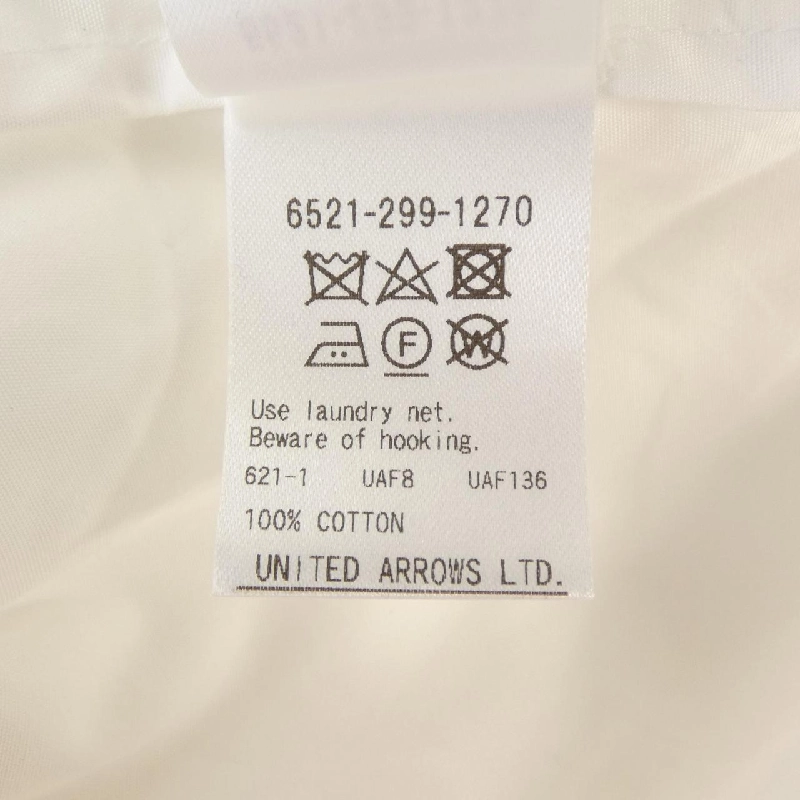 6521-299-1270
F W
Use laundry net.
Beware of hooking.
621-1 UAF8 UAF136
100% COTTON
UNITED ARROWS LTD.